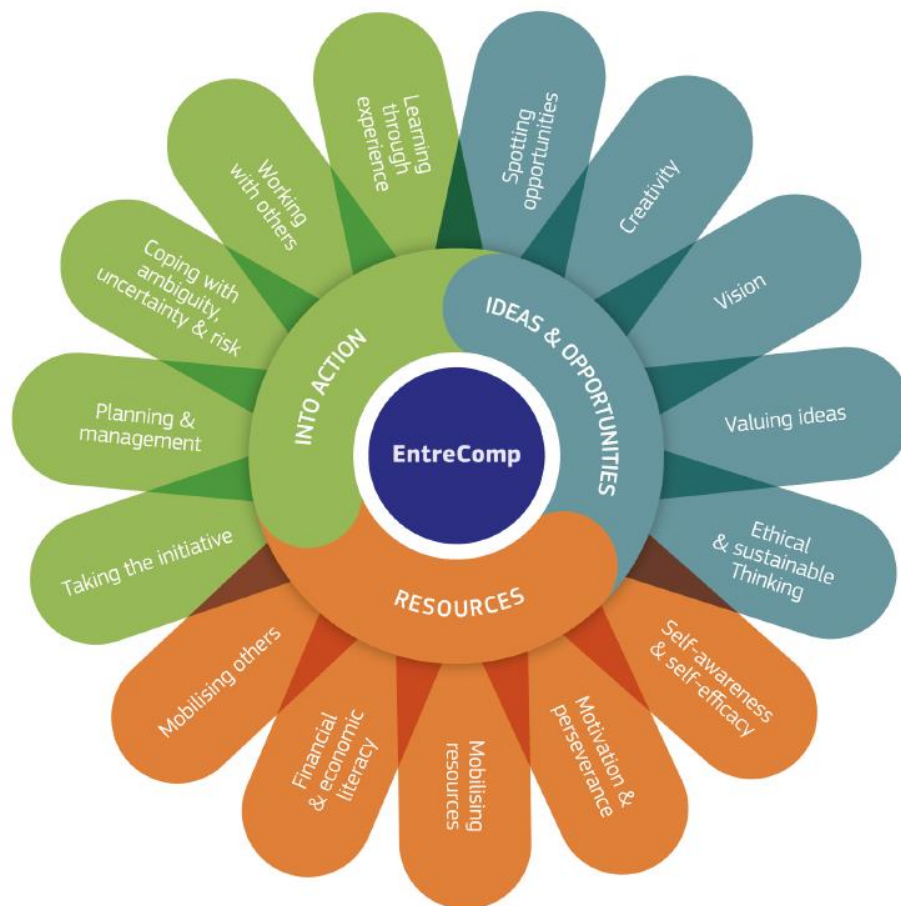 EntreComp
IDEAS & OPPORTUNITIES
Spotting
opportunities
Creativity
Vision
Valuing ideas
Ethical
& sustainable
Thinking
RESOURCES
Self-awareness
& self-efficacy
Motivation &
perseverance
Mobilising
resources
Financial
& economic
literacy
Mobilising others
INTO ACTION
Taking the initiative
Planning &
management
Coping with
ambiguity,
uncertainty & risk
Working
with others
Learning
through
experience